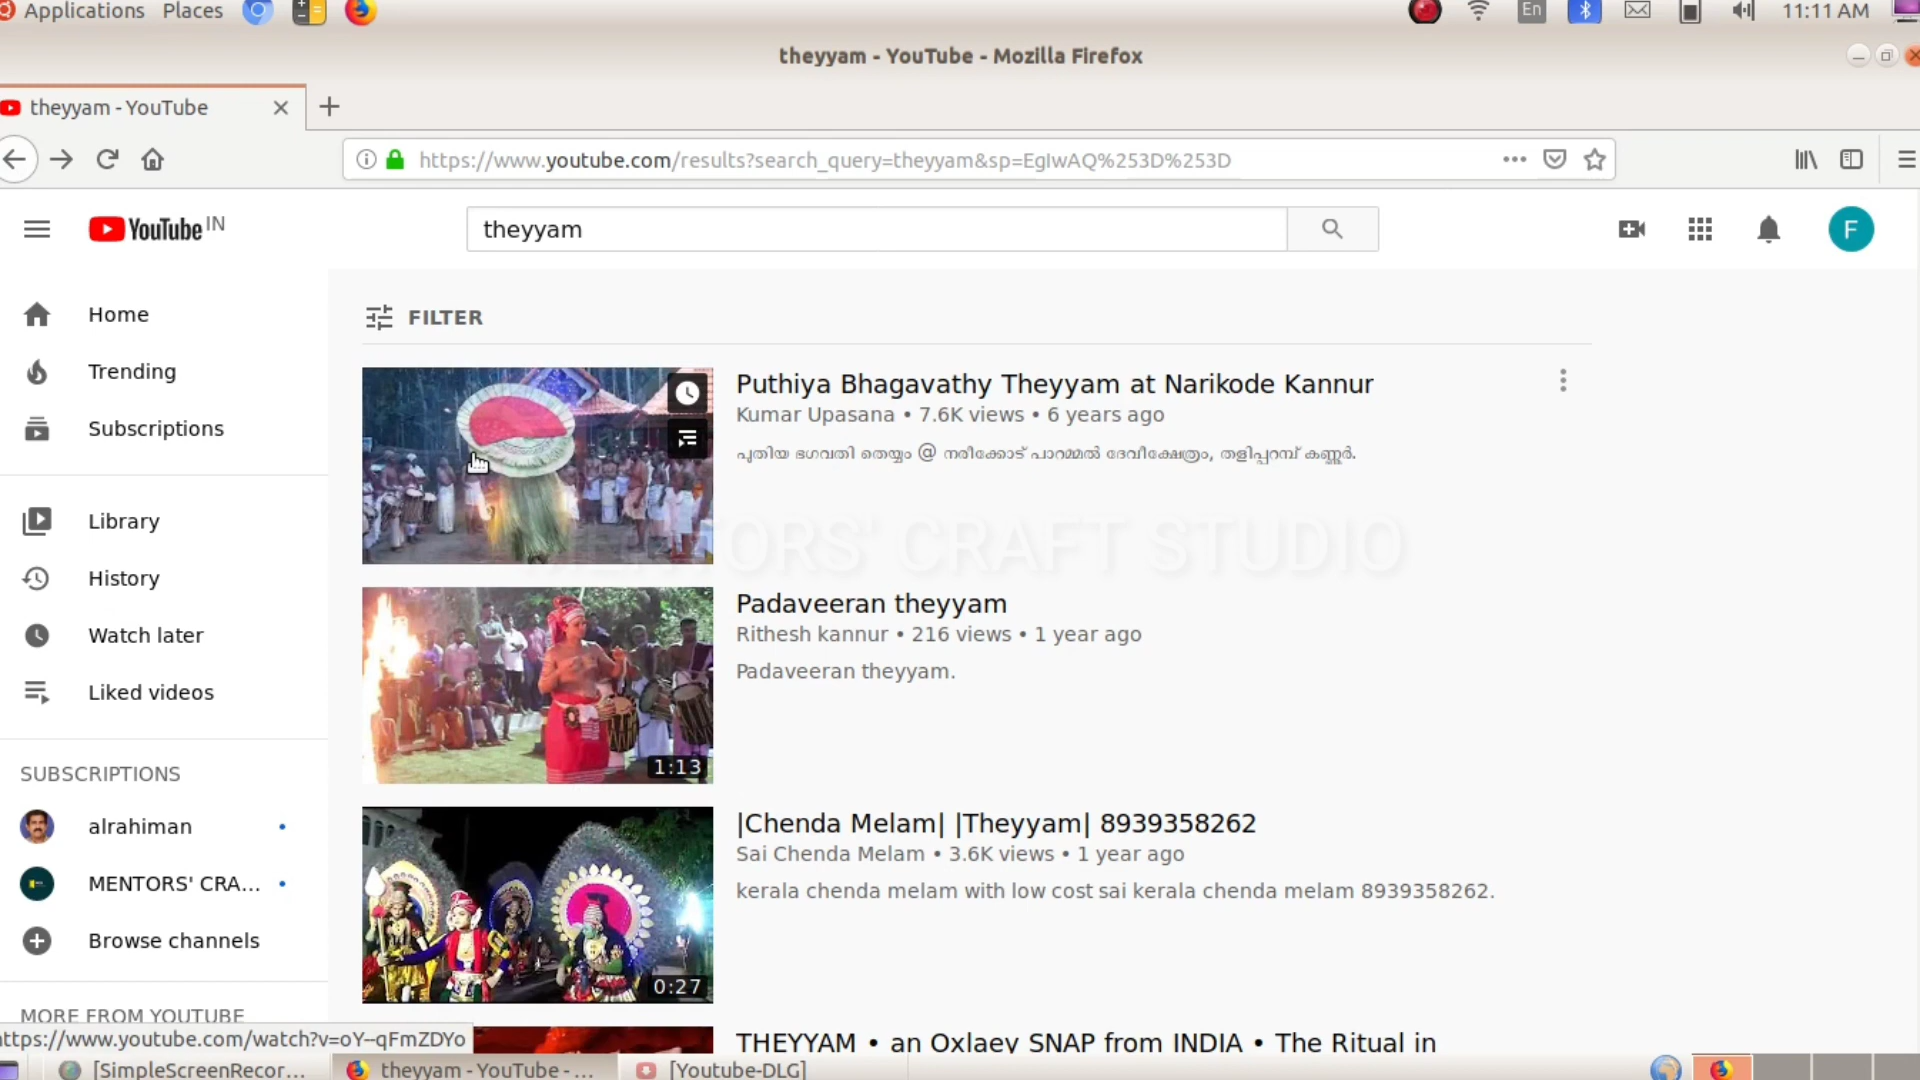 Applications Places En 11:11 AM
theyyam - YouTube - Mozilla Firefox
theyyam - YouTube
https://www.youtube.com/results?search_query=theyyam&sp=EgIwAQ%253D%253D
YouTube IN
theyyam
F
Home
Trending
Subscriptions
Library
History
Watch later
Liked videos
SUBSCRIPTIONS
alrahiman
MENTORS' CRA...
Browse channels
MORE FROM YOUTUBE
FILTER
Puthiya Bhagavathy Theyyam at Narikode Kannur
Kumar Upasana • 7.6K views • 6 years ago
പുതിയ ഭഗവതി തെയ്യം @ നരീക്കോട് പാറമ്മൽ ദേവീക്ഷേത്രം, തളിപ്പറമ്പ് കണ്ണൂർ.
MENTORS' CRAFT STUDIO
Padaveeran theyyam
Rithesh kannur • 216 views • 1 year ago
Padaveeran theyyam.
1:13
|Chenda Melam| |Theyyam| 8939358262
Sai Chenda Melam • 3.6K views • 1 year ago
kerala chenda melam with low cost sai kerala chenda melam 8939358262.
0:27
THEYYAM • an Oxlaey SNAP from INDIA • The Ritual in
https://www.youtube.com/watch?v=oY--qFmZDYo
[SimpleScreenRecor... theyyam - YouTube - ... [Youtube-DLG]